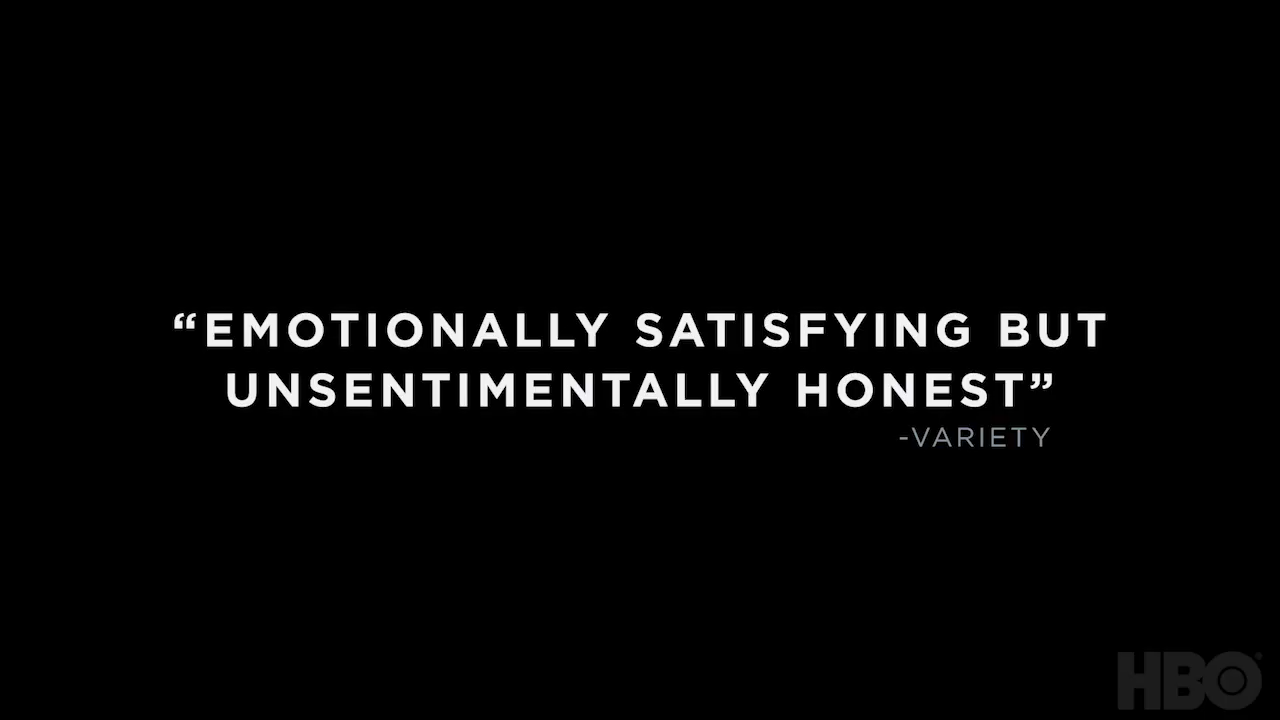 “EMOTIONALLY SATISFYING BUT
UNSENTIMENTALLY HONEST”
-VARIETY
HBO®